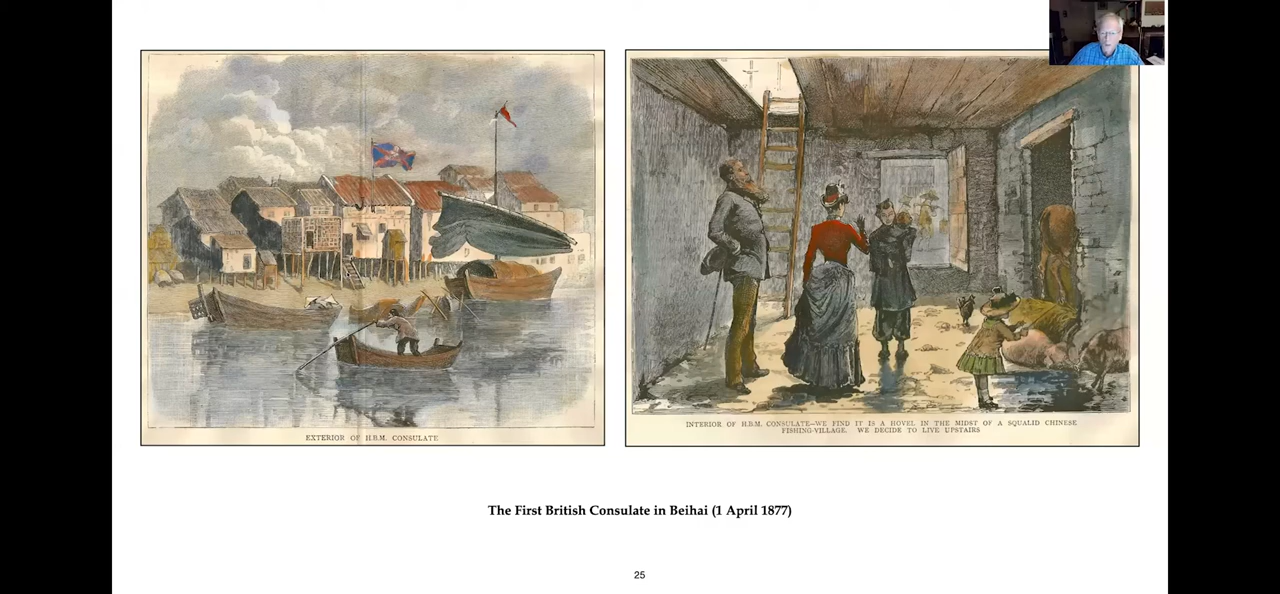 EXTERIOR OF H.B.M. CONSULATE
INTERIOR OF H.B.M. CONSULATE—WE FIND IT IS A HOVEL IN THE MIDST OF A SQUALID CHINESE
FISHING-VILLAGE. WE DECIDE TO LIVE UPSTAIRS
The First British Consulate in Beihai (1 April 1877)
25